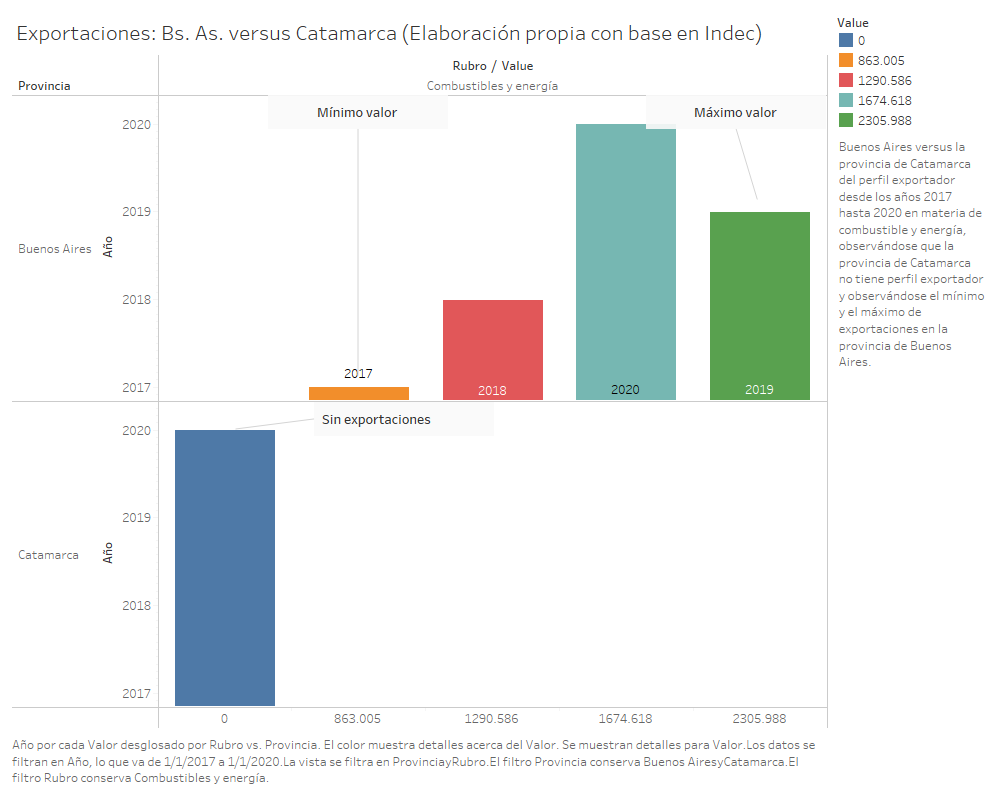 Exportaciones: Bs. As. versus Catamarca (Elaboración propia con base en Indec)
Rubro / Value
Provincia
Combustibles y energía
Mínimo valor
Máximo valor
2020
2019
Buenos Aires
Año
2018
2017
2017
2018
2020
2019
Sin exportaciones
2020
2019
Catamarca
Año
2018
2017
0
863.005
1290.586
1674.618
2305.988
Año por cada Valor desglosado por Rubro vs. Provincia. El color muestra detalles acerca del Valor. Se muestran detalles para Valor.Los datos se
filtran en Año, lo que va de 1/1/2017 a 1/1/2020.La vista se filtra en ProvinciayRubro.El filtro Provincia conserva Buenos AiresyCatamarca.El
filtro Rubro conserva Combustibles y energía.
Value
0
863.005
1290.586
1674.618
2305.988
Buenos Aires versus la
provincia de Catamarca
del perfil exportador
desde los años 2017
hasta 2020 en materia de
combustible y energía,
observándose que la
provincia de Catamarca
no tiene perfil exportador
y observándose el mínimo
y el máximo de
exportaciones en la
provincia de Buenos
Aires.